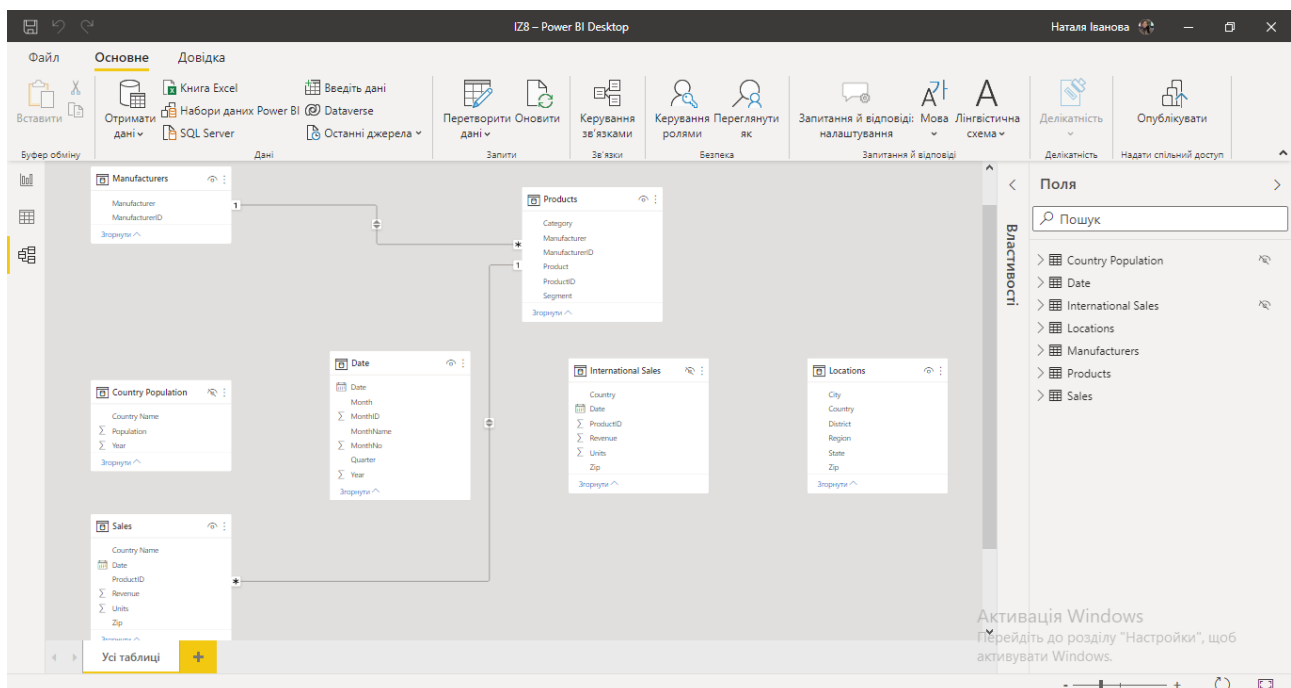 IZ8 – Power BI Desktop
Наталя Іванова
Файл
Основне
Довідка
Вставити
Отримати дані
Книга Excel
Набори даних Power BI
SQL Server
Введіть дані
Dataverse
Останні джерела
Перетворити дані
Оновити
Керування зв'язками
Керування ролями
Переглянути як
Запитання й відповіді: налаштування
Мова
Лінгвістична схема
Делікатність
Опублікувати
Буфер обміну
Дані
Запити
Зв'язки
Безпека
Запитання й відповіді
Делікатність
Надати спільний доступ
Manufacturers
Manufacturer
ManufacturerID
Згорнути
1
*
1
Products
Category
Manufacturer
ManufacturerID
Product
ProductID
Segment
Згорнути
Country Population
Country Name
Population
Year
Згорнути
Date
Date
Month
MonthID
MonthName
MonthNo
Quarter
Year
Згорнути
International Sales
Country
Date
ProductID
Revenue
Units
Zip
Згорнути
Locations
City
Country
District
Region
State
Zip
Згорнути
Sales
Country Name
Date
ProductID
Revenue
Units
Zip
Згорнути
*
Властивості
Поля
Пошук
Country Population
Date
International Sales
Locations
Manufacturers
Products
Sales
Активація Windows
Перейдіть до розділу "Настройки", щоб
активувати Windows.
Усі таблиці